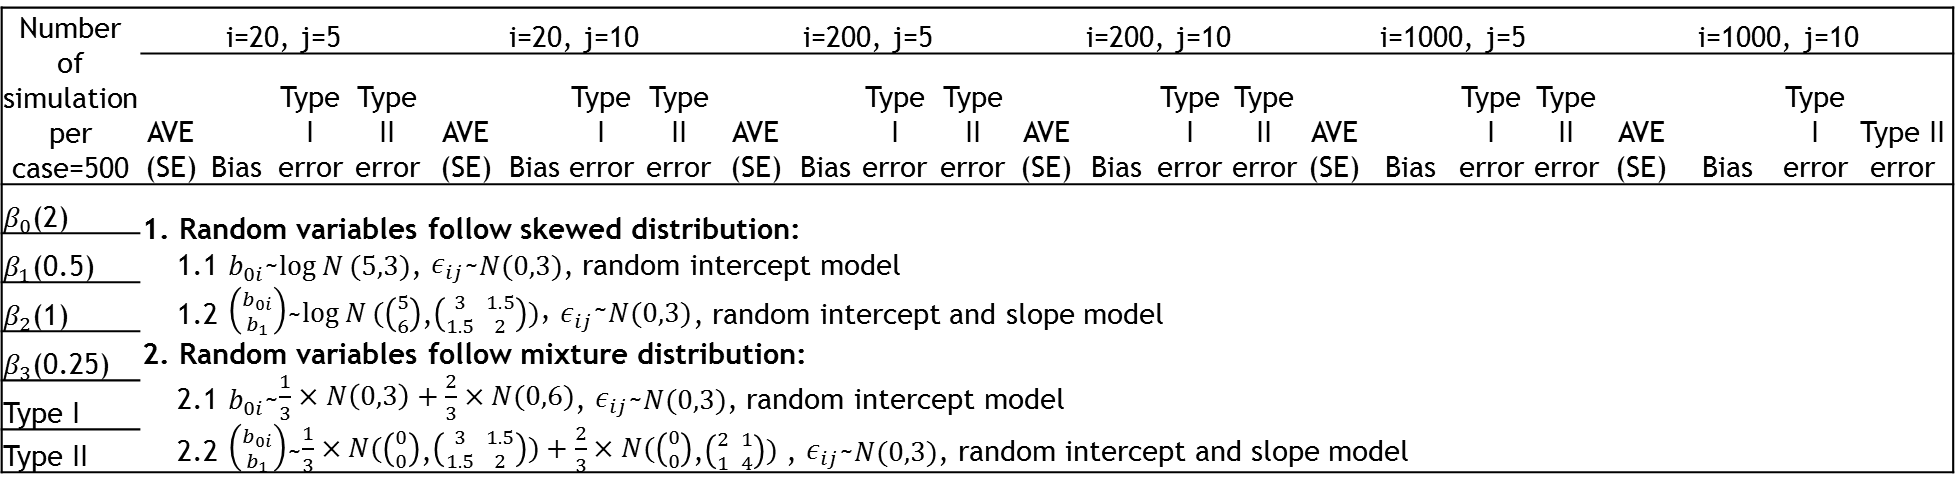 Number of simulation per case=500
i=20, j=5 i=20, j=10 i=200, j=5 i=200, j=10 i=1000, j=5 i=1000, j=10
AVE (SE) Bias Type I error Type II error AVE (SE) Bias Type I error Type II error AVE (SE) Bias Type I error Type II error AVE (SE) Bias Type I error Type II error AVE (SE) Bias Type I error Type II error AVE (SE) Bias Type I error Type II error
β₀(2)
β₁(0.5)
β₂(1)
β₃(0.25)
Type I
Type II
1. Random variables follow skewed distribution:
1.1 b₀ᵢ~log N (5,3), ϵᵢⱼ~N(0,3), random intercept model
1.2 (b₀ᵢ b₁)~log N ((5 6),(3 1.5 1.5 2)), ϵᵢⱼ~N(0,3), random intercept and slope model
2. Random variables follow mixture distribution:
2.1 b₀ᵢ~1/3 × N(0,3) + 2/3 × N(0,6), ϵᵢⱼ~N(0,3), random intercept model
2.2 (b₀ᵢ b₁)~1/3 × N((0 0),(3 1.5 1.5 2)) + 2/3 × N((0 0),(2 1 1 4)) , ϵᵢⱼ~N(0,3), random intercept and slope model